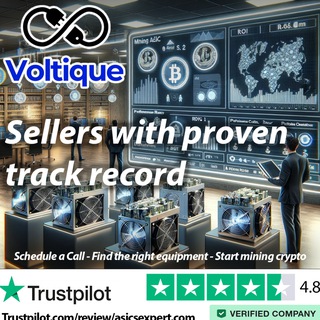 Voltique
Mining ASIC
ROI
Sellers with proven
track record
Schedule a Call - Find the right equipment - Start mining crypto
Trustpilot
4.8
Trustpilot.com/review/asicsexpert.com
VERIFIED COMPANY